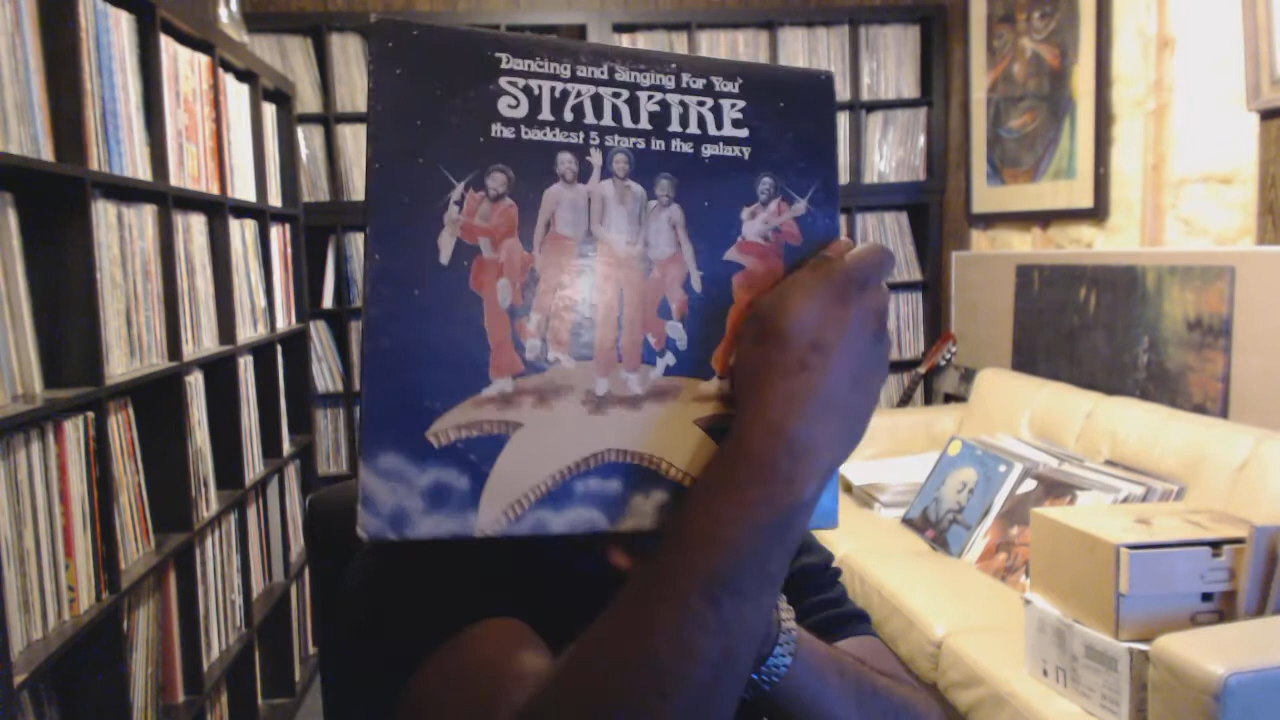 "Dancing and Singing For You"
STARFIRE
the baddest 5 stars in the galaxy